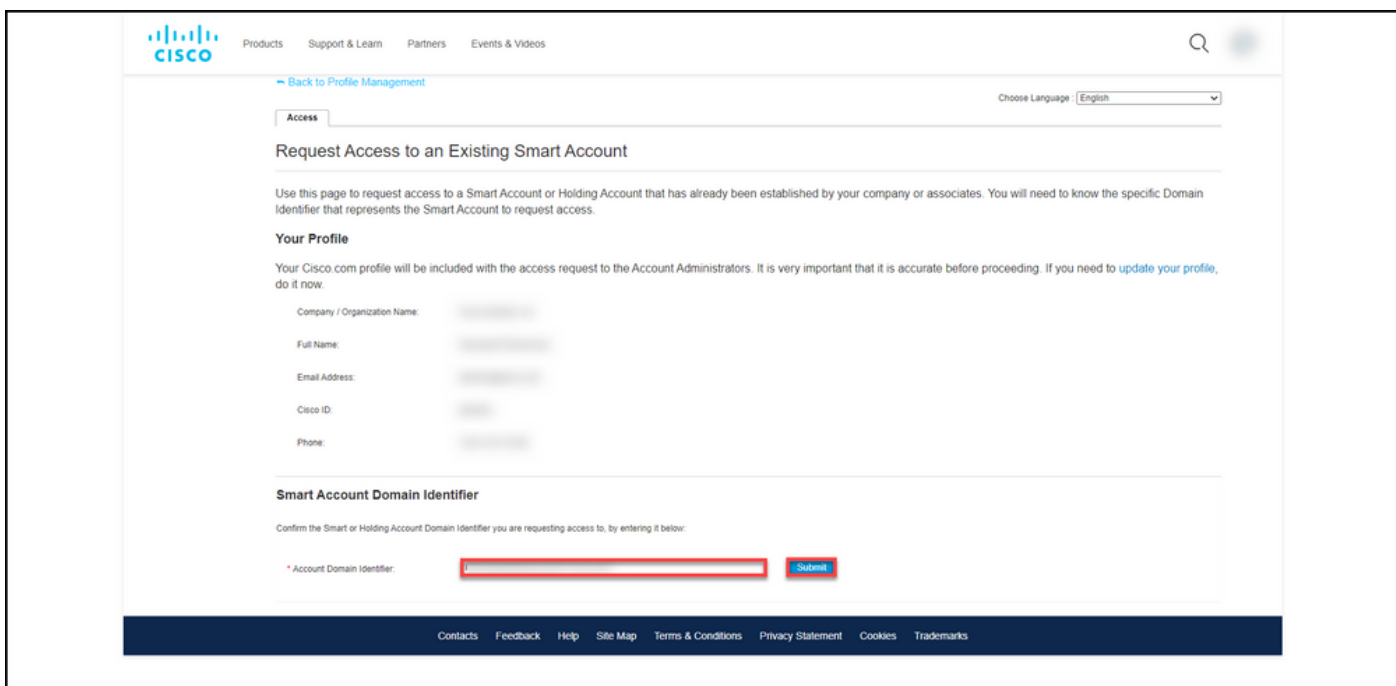 CISCO
Products Support & Learn Partners Events & Videos
Back to Profile Management
Choose Language : English
Access
Request Access to an Existing Smart Account
Use this page to request access to a Smart Account or Holding Account that has already been established by your company or associates. You will need to know the specific Domain
Identifier that represents the Smart Account to request access.
Your Profile
Your Cisco.com profile will be included with the access request to the Account Administrators. It is very important that it is accurate before proceeding. If you need to update your profile,
do it now.
Company / Organization Name:
Full Name:
Email Address:
Cisco ID:
Phone:
Smart Account Domain Identifier
Confirm the Smart or Holding Account Domain Identifier you are requesting access to, by entering it below:
* Account Domain Identifier: Submit
Contacts Feedback Help Site Map Terms & Conditions Privacy Statement Cookies Trademarks